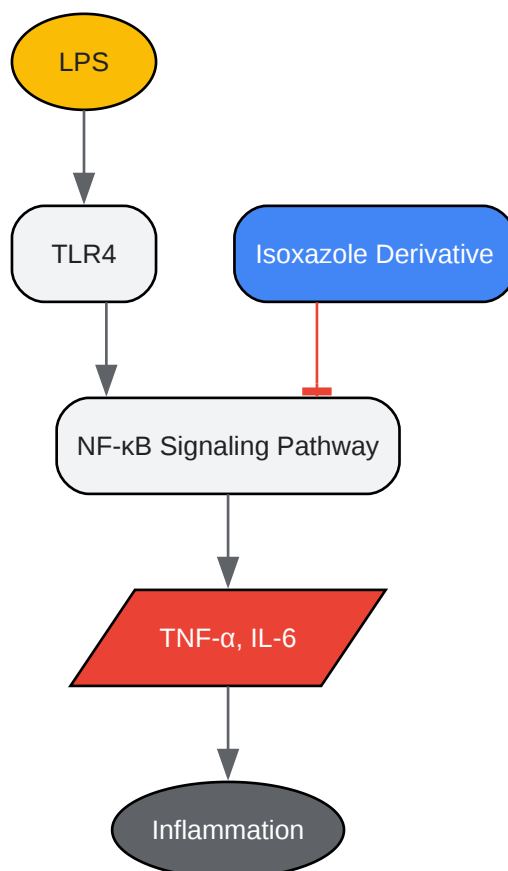 LPS
TLR4
Isoxazole Derivative
NF-κB Signaling Pathway
TNF-α, IL-6
Inflammation